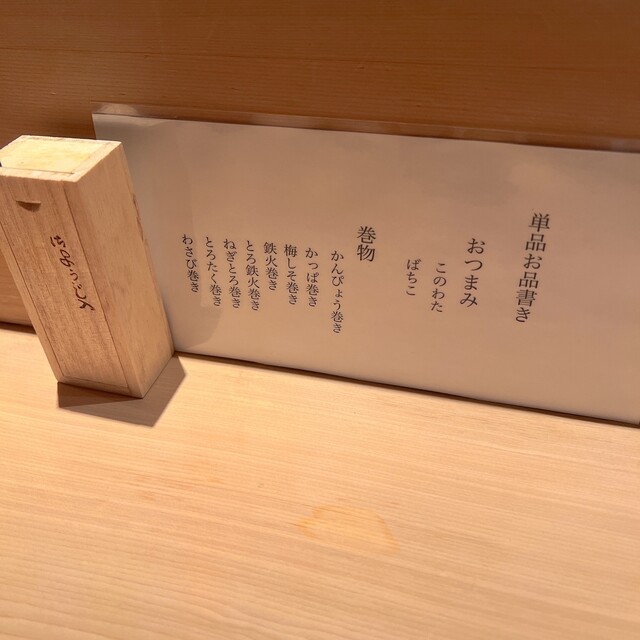 単品お品書き
おつまみ
このわた
ばちこ
巻物
かんぴょう巻き
かっぱ巻き
梅しそ巻き
鉄火巻き
とろ鉄火巻き
ねぎとろ巻き
とろたく巻き
わさび巻き